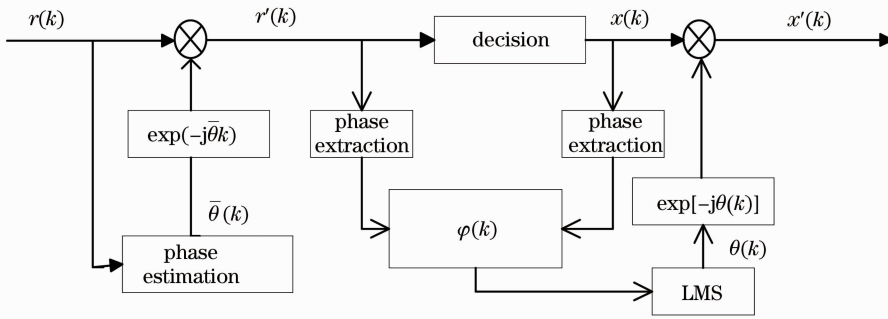 r(k)
r′(k)
decision
x(k)
x′(k)
exp(−jθ̄k)
phase
extraction
phase
extraction
θ̄(k)
φ(k)
exp[−jθ(k)]
phase
estimation
θ(k)
LMS